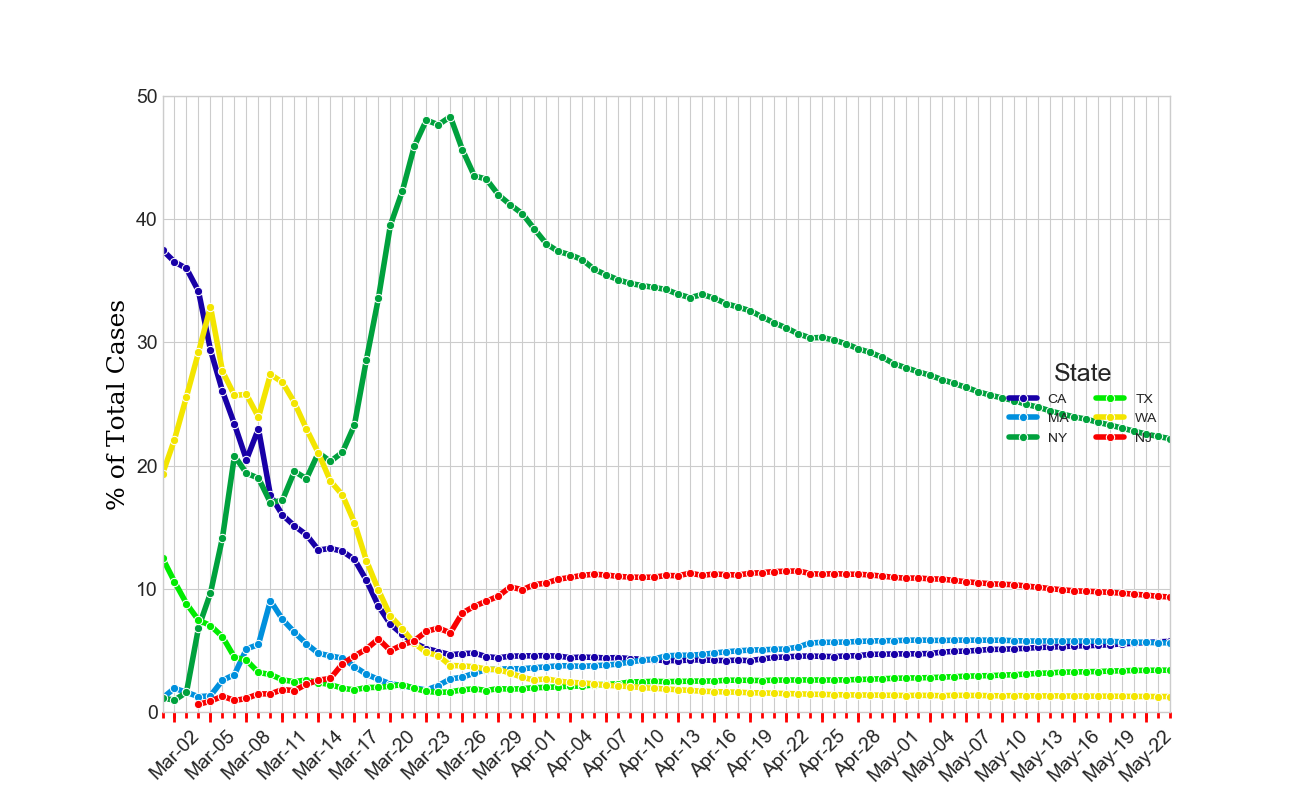 50
40
30
20
10
0
% of Total Cases
State
CA TX
MA WA
NY NJ
Mar-02 Mar-05 Mar-08 Mar-11 Mar-14 Mar-17 Mar-20 Mar-23 Mar-26 Mar-29 Apr-01 Apr-04 Apr-07 Apr-10 Apr-13 Apr-16 Apr-19 Apr-22 Apr-25 Apr-28 May-01 May-04 May-07 May-10 May-13 May-16 May-19 May-22